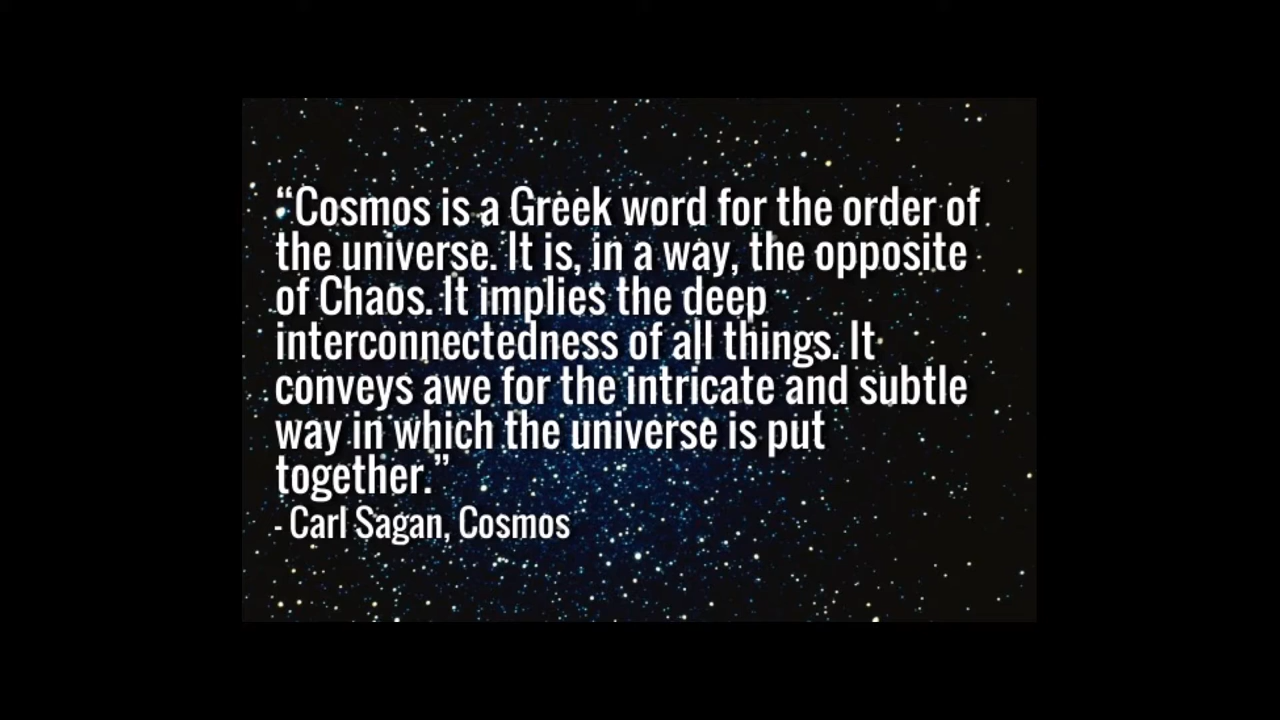 “Cosmos is a Greek word for the order of
the universe. It is, in a way, the opposite
of Chaos. It implies the deep
interconnectedness of all things. It
conveys awe for the intricate and subtle
way in which the universe is put
together.”
- Carl Sagan, Cosmos